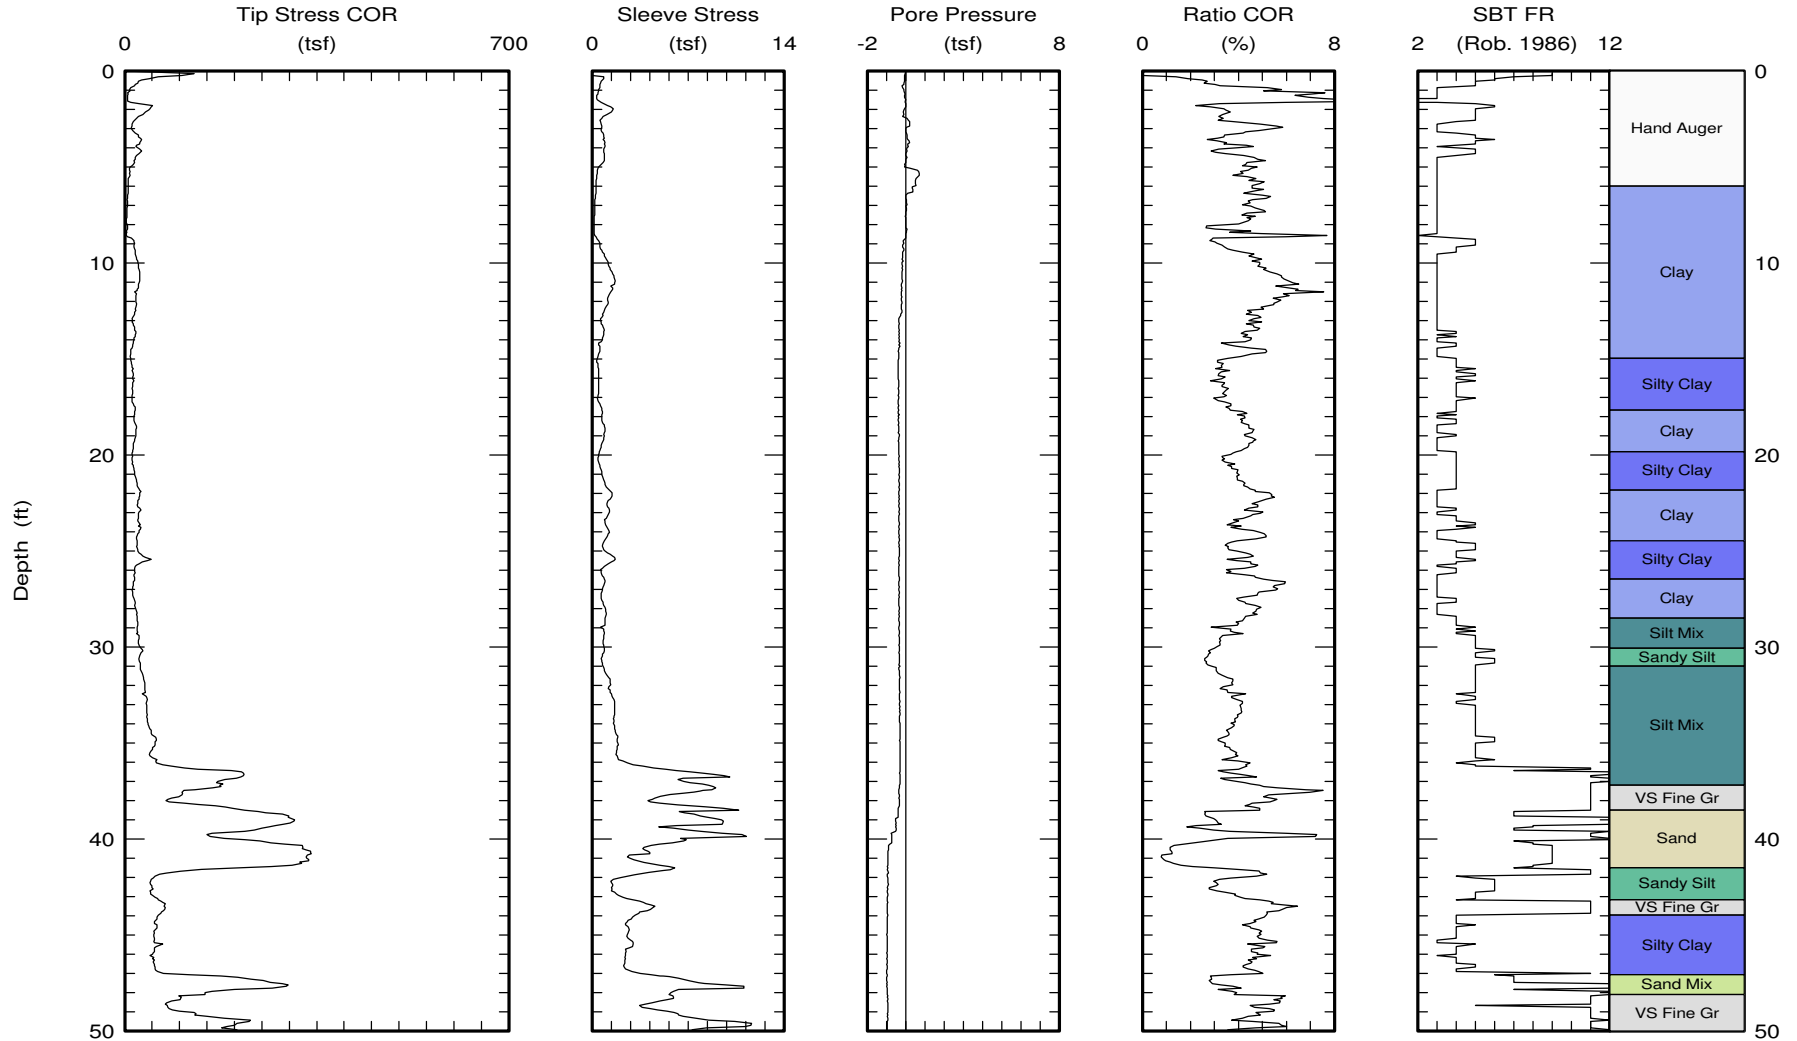 Tip Stress COR Sleeve Stress Pore Pressure Ratio COR SBT FR
0 (tsf) 700 0 (tsf) 14 -2 (tsf) 8 0 (%) 8 2 (Rob. 1986) 12
0 0
Hand Auger
10 Clay 10
Silty Clay
Clay
20 20
Silty Clay
Clay
Depth (ft)
Silty Clay
Clay
Silt Mix
30 30
Sandy Silt
Silt Mix
VS Fine Gr
40 Sand 40
Sandy Silt
VS Fine Gr
Silty Clay
Sand Mix
VS Fine Gr
50 50